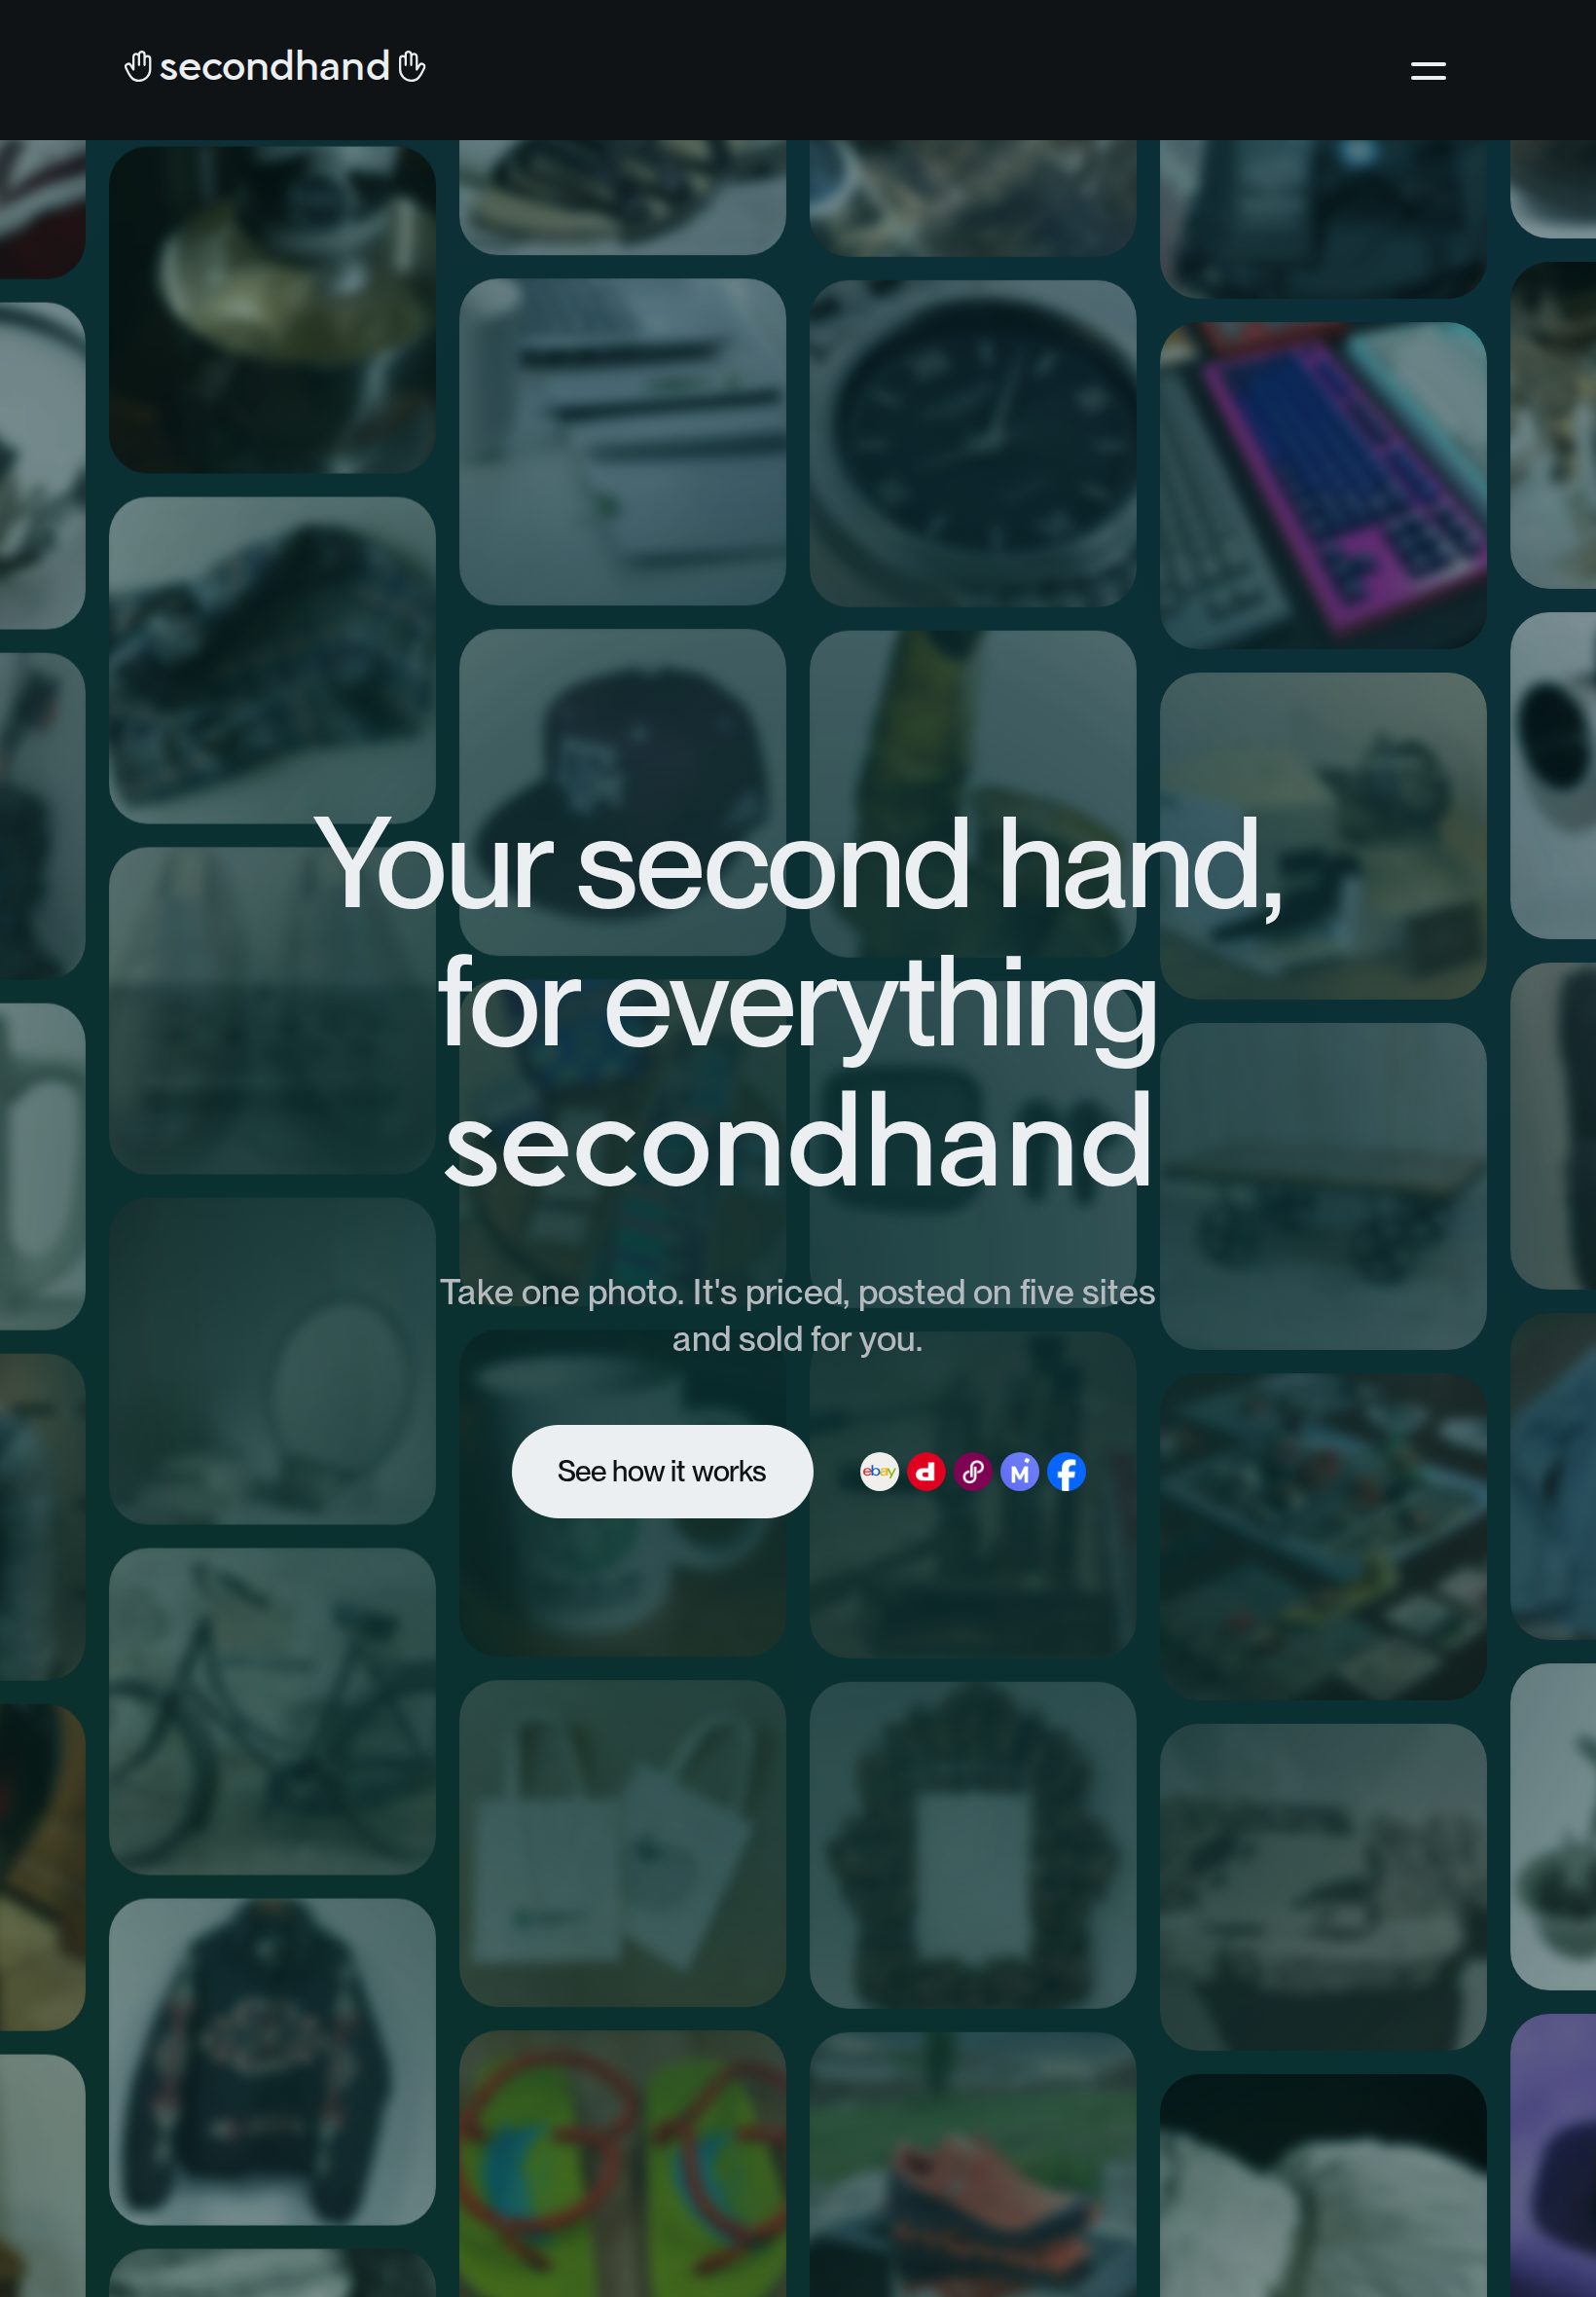 secondhand
Your second hand,
for everything
secondhand
Take one photo. It's priced, posted on five sites
and sold for you.
See how it works
ebay